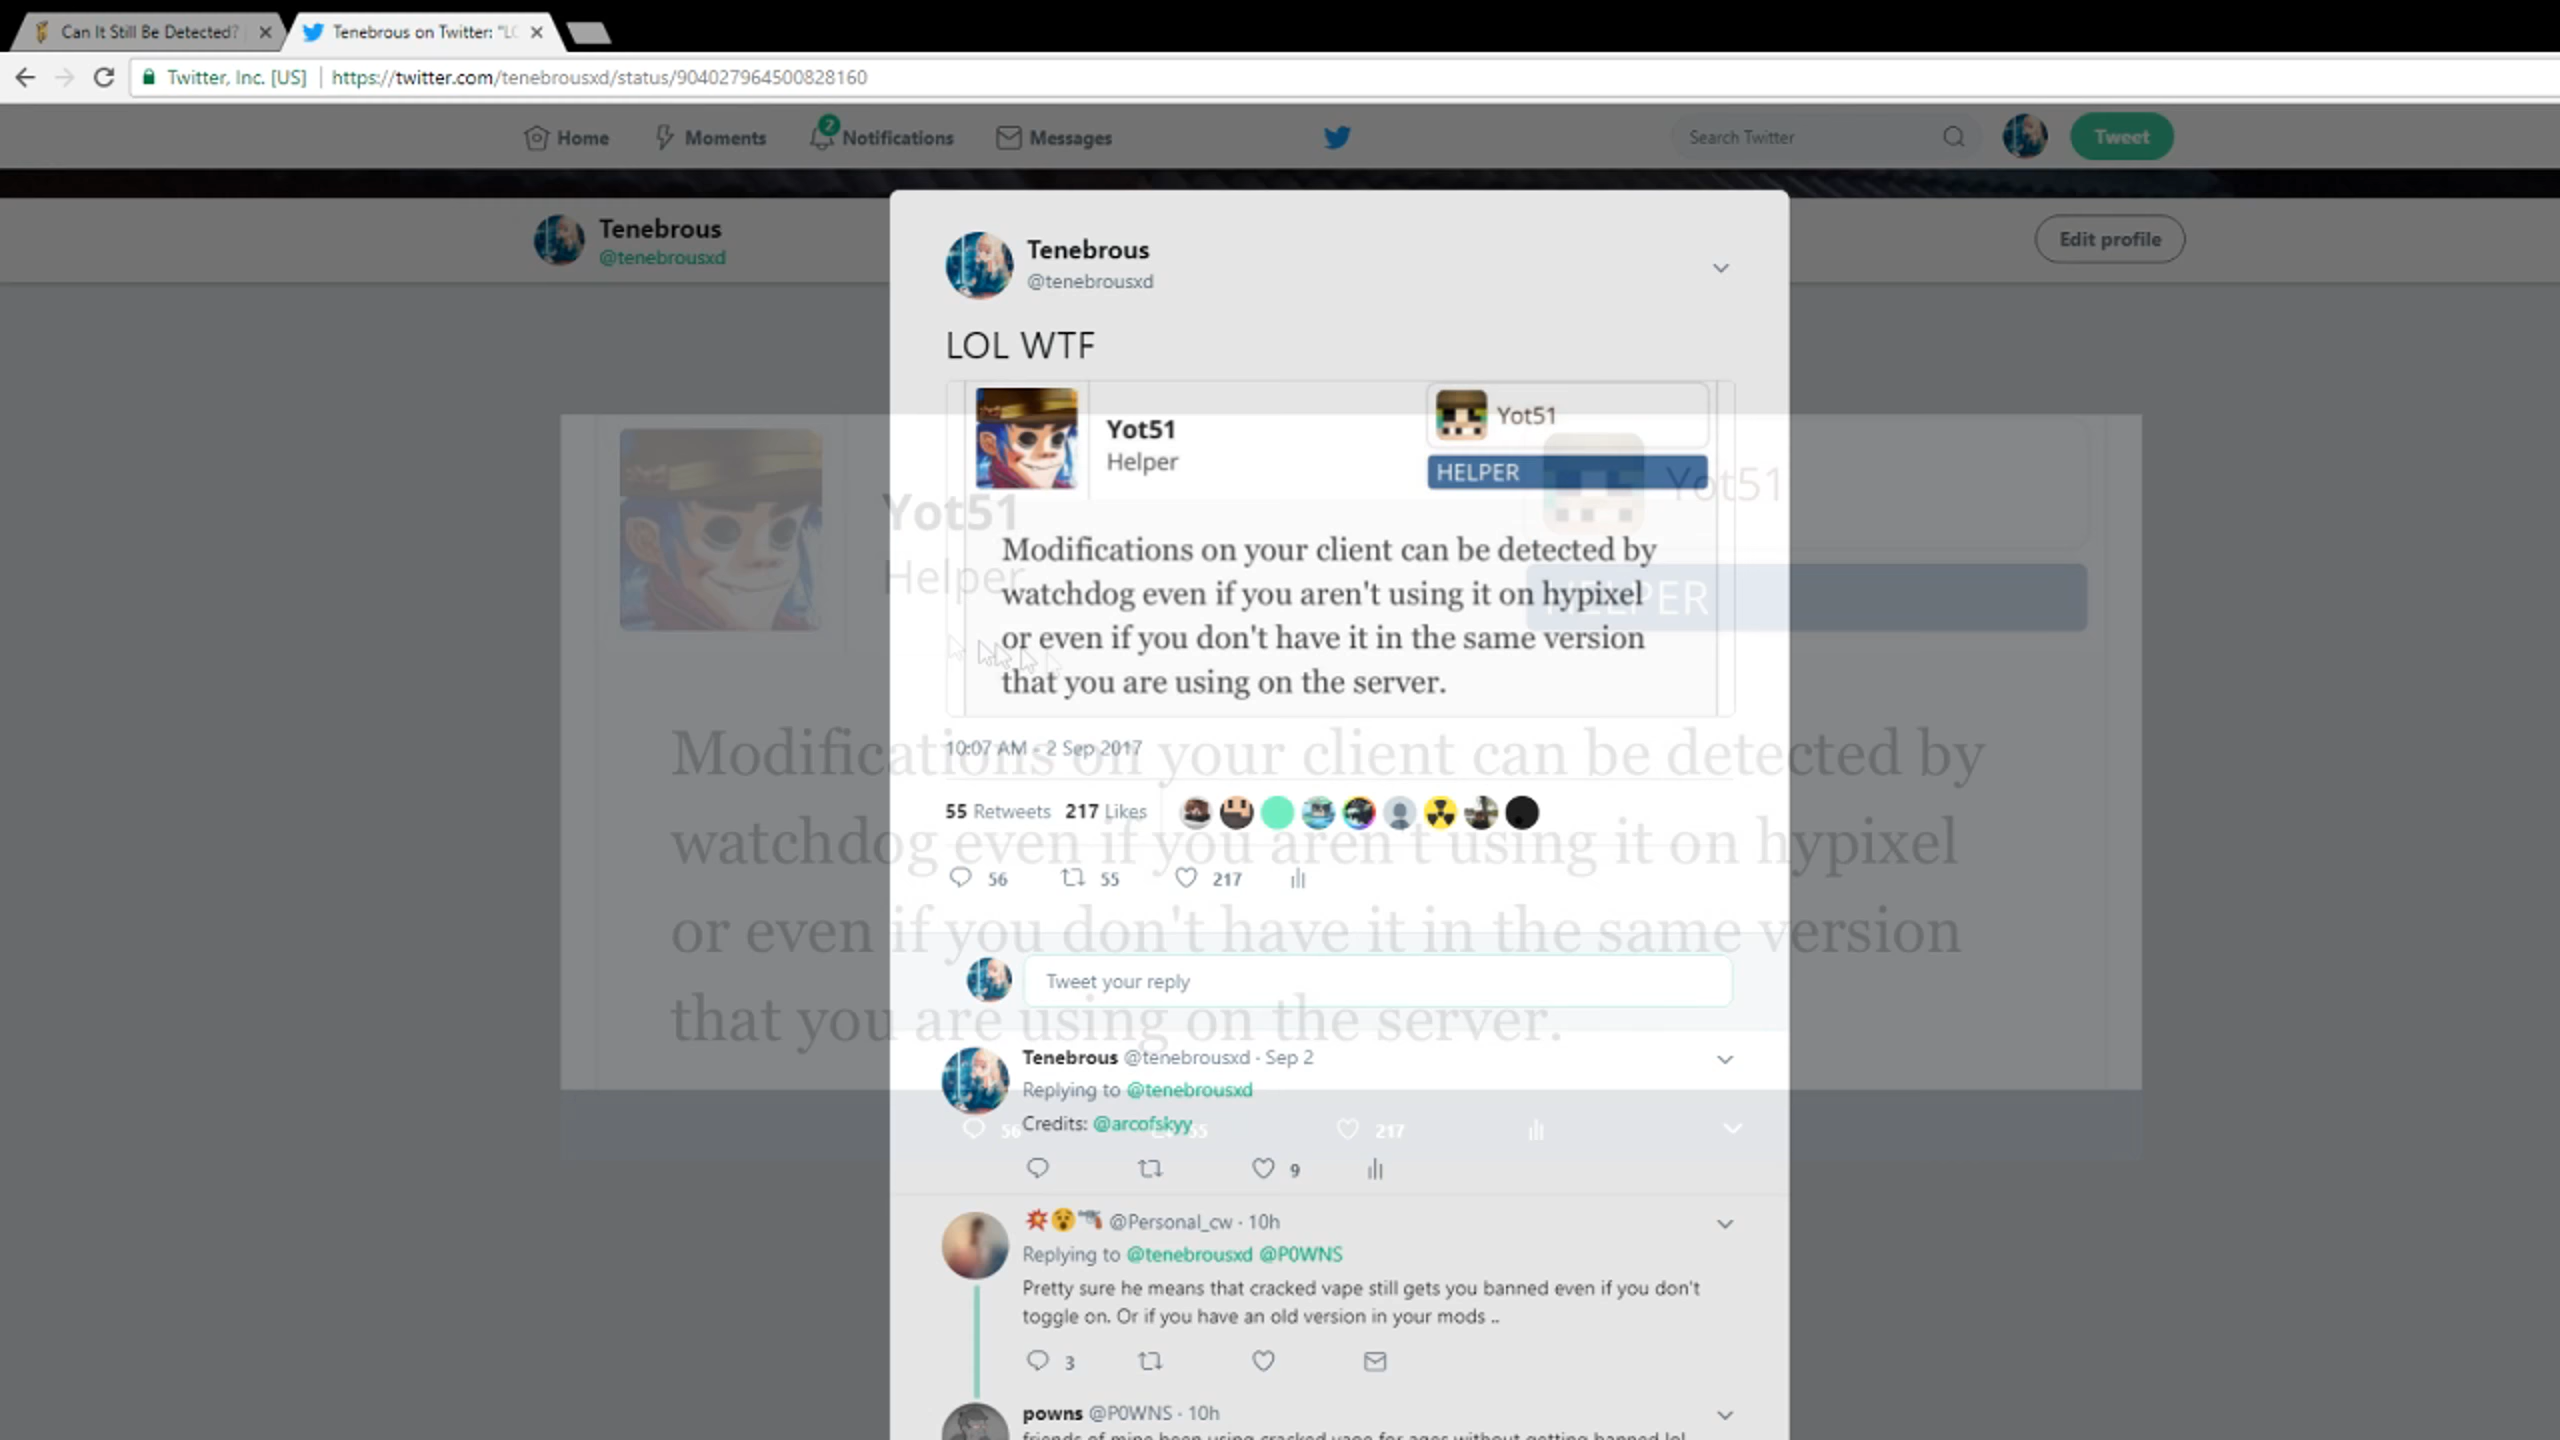 Can It Still Be Detected?
Tenebrous on Twitter: "LO
Twitter, Inc. [US] https://twitter.com/tenebrousxd/status/904027964500828160
Home Moments 2 Notifications Messages Search Twitter Tweet
Tenebrous
@tenebrousxd
Edit profile
Tenebrous
@tenebrousxd
LOL WTF
Yot51
Helper
Yot51
HELPER
Modifications on your client can be detected by
watchdog even if you aren't using it on hypixel
or even if you don't have it in the same version
that you are using on the server.
Yot51
Helper
Yot51
HELPER
Modifications on your client can be detected by
watchdog even if you aren't using it on hypixel
or even if you don't have it in the same version
that you are using on the server.
56 55 217
10:07 AM - 2 Sep 2017
55 Retweets 217 Likes
56 55 217
Tweet your reply
Tenebrous @tenebrousxd · Sep 2
Replying to @tenebrousxd
Credits: @arcofskyy
9
@Personal_cw · 10h
Replying to @tenebrousxd @P0WNS
Pretty sure he means that cracked vape still gets you banned even if you don't
toggle on. Or if you have an old version in your mods ..
3
powns @P0WNS · 10h
friends of mine been using cracked vape for ages without getting banned lol